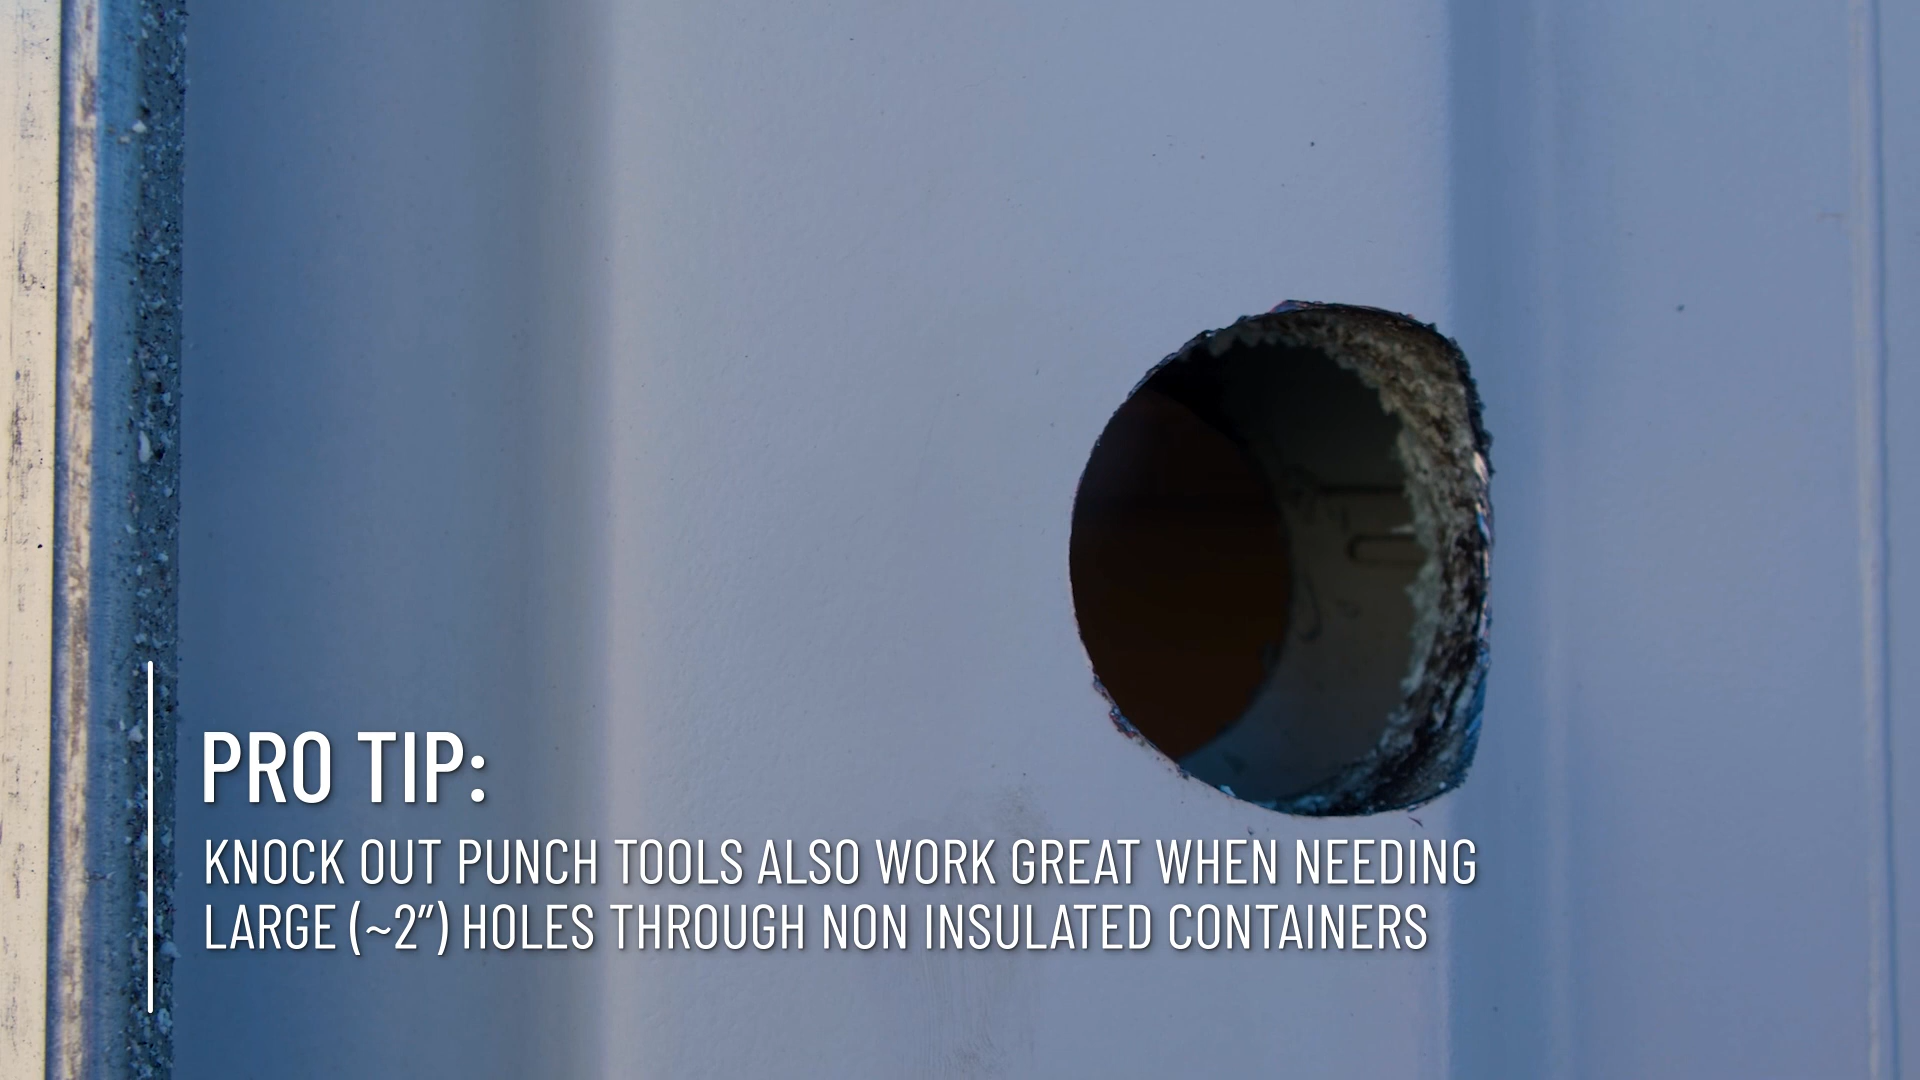 PRO TIP:
KNOCK OUT PUNCH TOOLS ALSO WORK GREAT WHEN NEEDING
LARGE (~2″) HOLES THROUGH NON INSULATED CONTAINERS